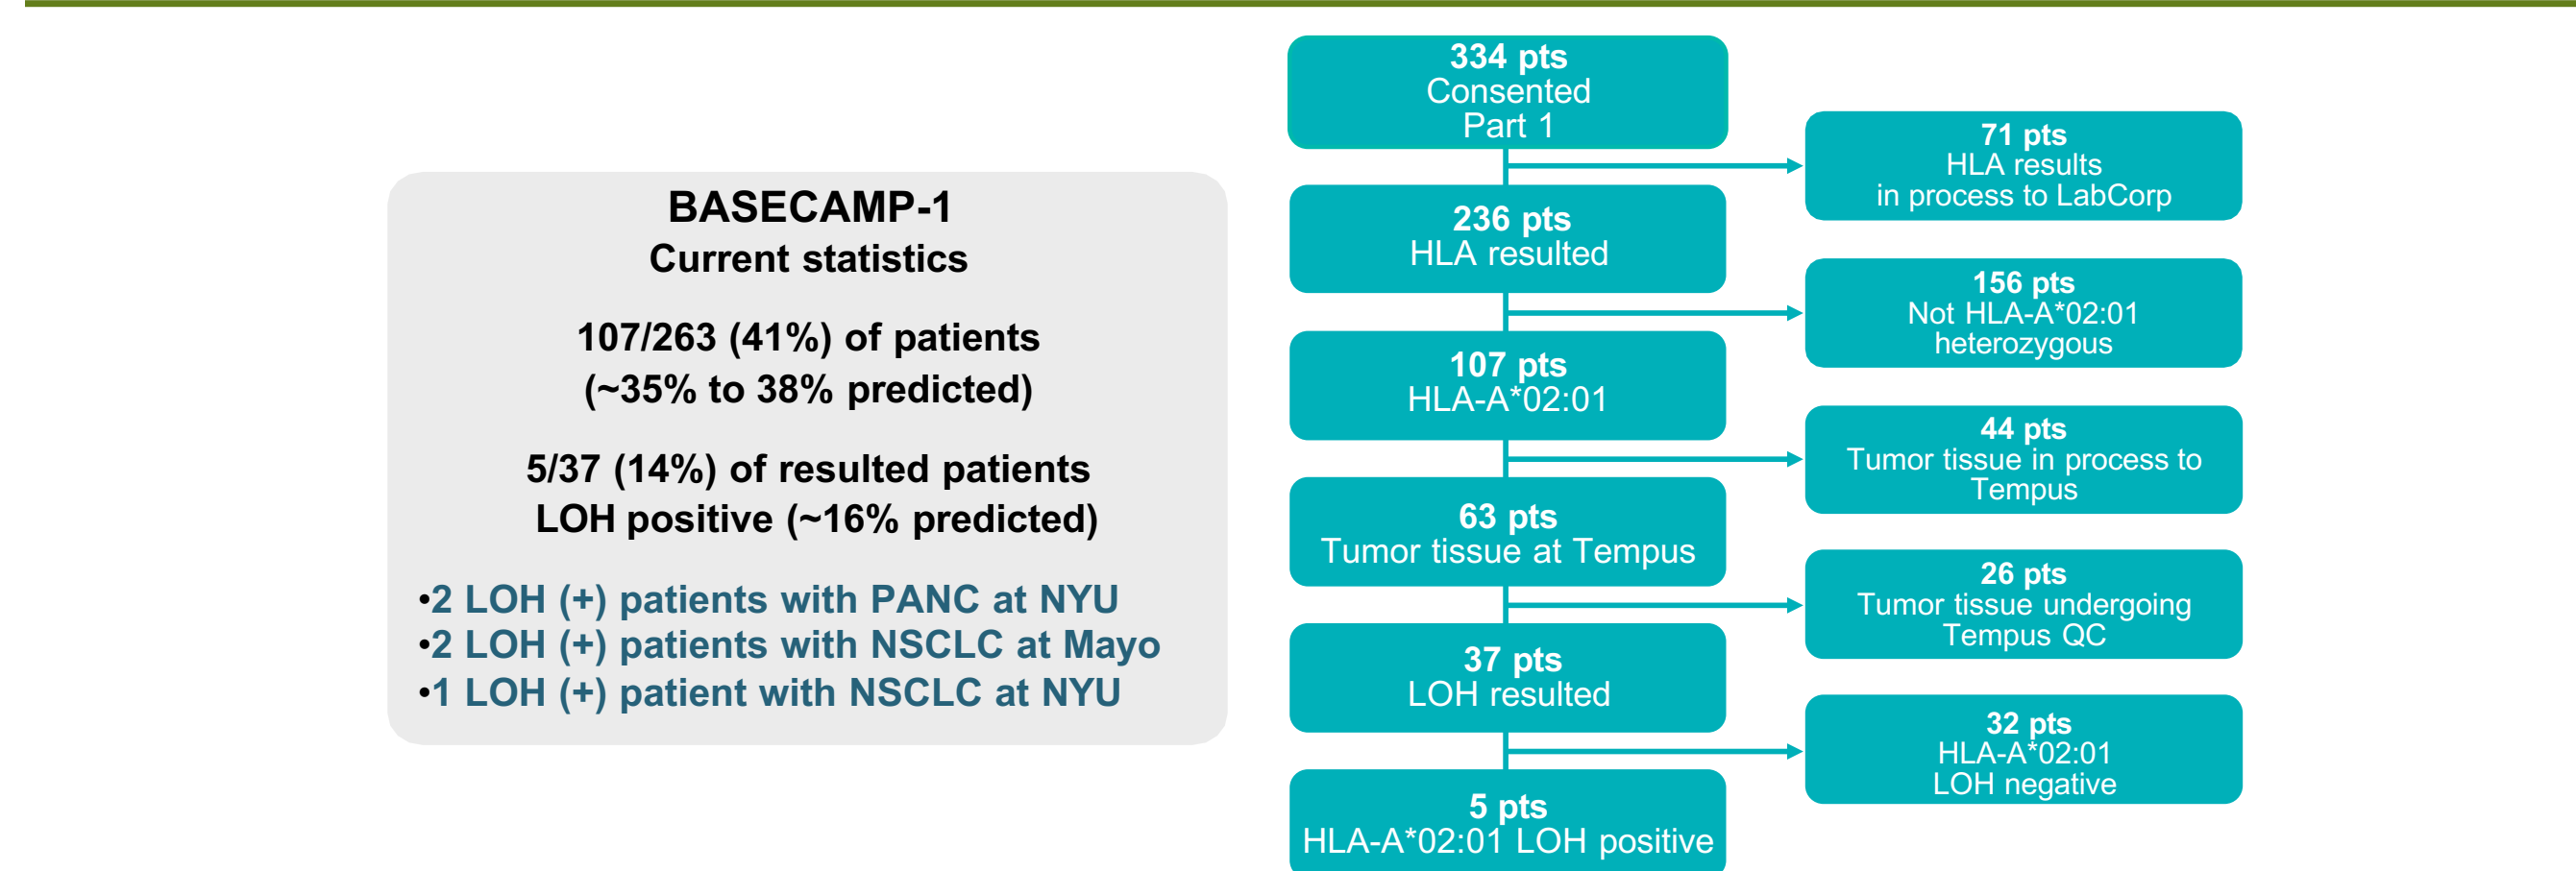 BASECAMP-1
Current statistics
107/263 (41%) of patients
(~35% to 38% predicted)
5/37 (14%) of resulted patients
LOH positive (~16% predicted)
•2 LOH (+) patients with PANC at NYU
•2 LOH (+) patients with NSCLC at Mayo
•1 LOH (+) patient with NSCLC at NYU
334 pts
Consented
Part 1
71 pts
HLA results
in process to LabCorp
236 pts
HLA resulted
156 pts
Not HLA-A*02:01
heterozygous
107 pts
HLA-A*02:01
44 pts
Tumor tissue in process to
Tempus
63 pts
Tumor tissue at Tempus
26 pts
Tumor tissue undergoing
Tempus QC
37 pts
LOH resulted
32 pts
HLA-A*02:01
LOH negative
5 pts
HLA-A*02:01 LOH positive